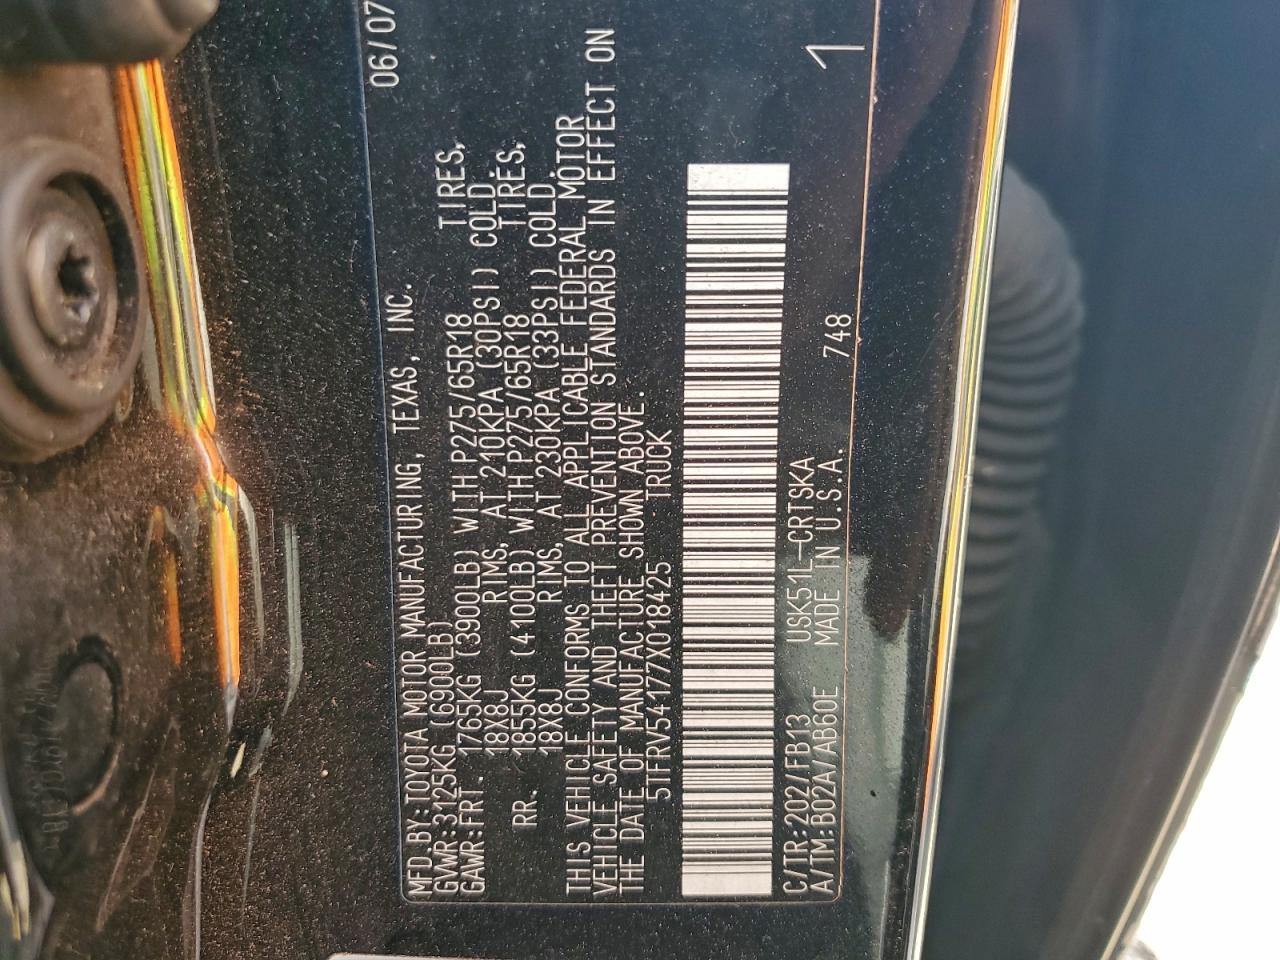 MFD.BY:TOYOTA MOTOR MANUFACTURING, TEXAS, INC. 06/07
GVWR:3125KG (6900LB)
GAWR:FRT. 1765KG (3900LB) WITH P275/65R18 TIRES,
18X8J RIMS, AT 210KPA (30PSI) COLD
RR. 1855KG (4100LB) WITH P275/65R18 TIRES,
18X8J RIMS, AT 230KPA (33PSI) COLD.
THIS VEHICLE CONFORMS TO ALL APPLICABLE FEDERAL MOTOR
VEHICLE SAFETY AND THEFT PREVENTION STANDARDS IN EFFECT ON
THE DATE OF MANUFACTURE SHOWN ABOVE.
5TFRV54177X018425 TRUCK
C/TR:202/FB13 USK51L-CRTSKA
A/TM:B02A/AB60E MADE IN U.S.A. 748 1